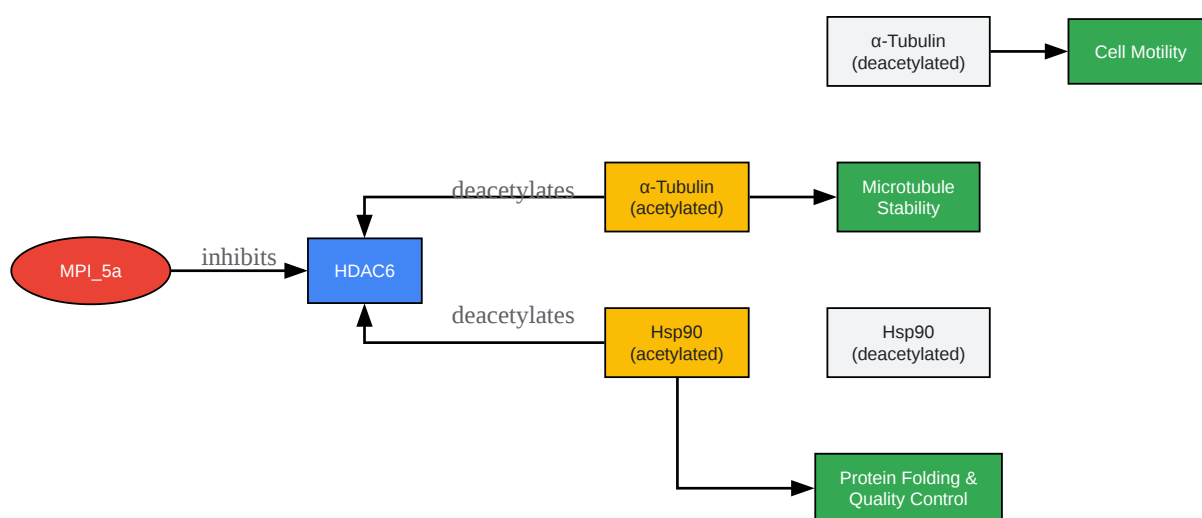 α-Tubulin
(deacetylated)
Cell Motility
deacetylates
α-Tubulin
(acetylated)
Microtubule
Stability
MPI_5a
inhibits
HDAC6
deacetylates
Hsp90
(acetylated)
Hsp90
(deacetylated)
Protein Folding &
Quality Control